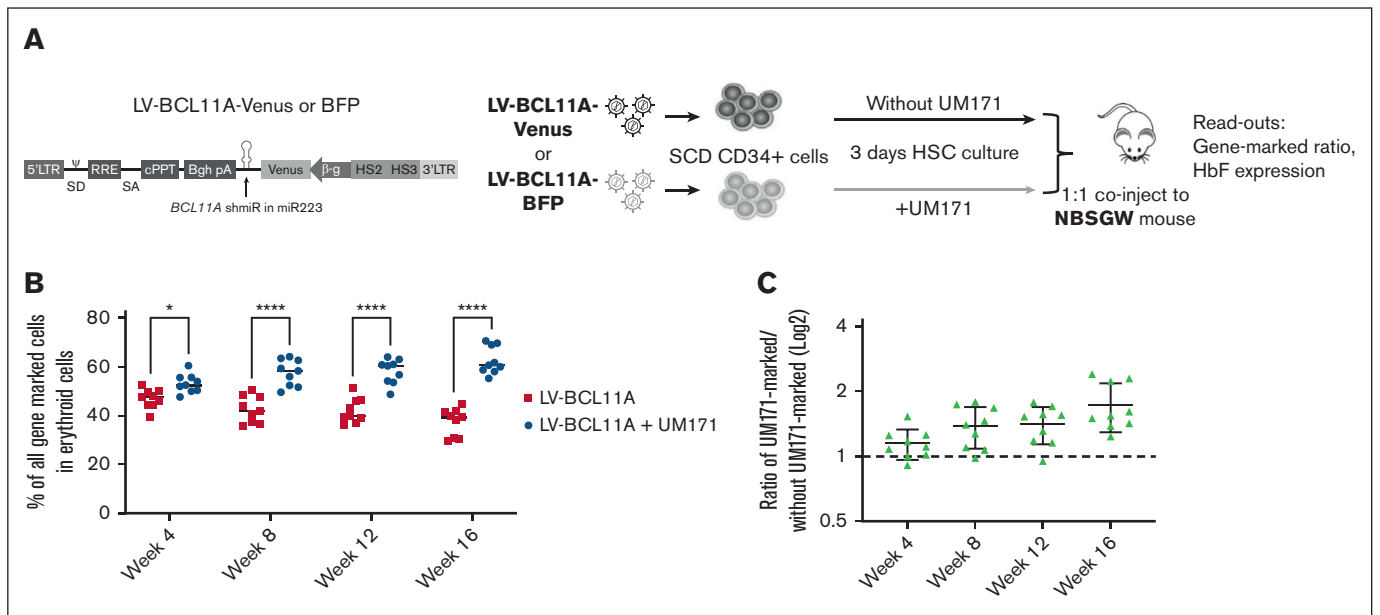 A
LV-BCL11A-Venus or BFP
5'LTR
Ψ
RRE
cPPT
Bgh pA
Venus
β-g
HS2
HS3
3'LTR
SD
SA
BCL11A shmiR in miR223
LV-BCL11A-
Venus
or
LV-BCL11A-
BFP
SCD CD34+ cells
Without UM171
3 days HSC culture
+UM171
1:1 co-inject to
NBSGW mouse
Read-outs:
Gene-marked ratio,
HbF expression
B
% of all gene marked cells
in erythroid cells
80
60
40
20
0
*
****
****
****
Week 4
Week 8
Week 12
Week 16
LV-BCL11A
LV-BCL11A + UM171
C
Ratio of UM171-marked/
without UM171-marked (Log2)
4
2
1
0.5
Week 4
Week 8
Week 12
Week 16